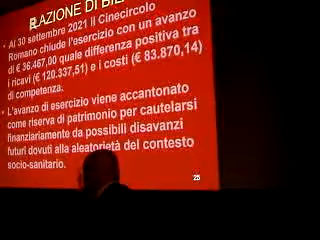 RELAZIONE DI BI
• Al 30 settembre 2021 Il Cinecircolo
Romano chiude l'esercizio con un avanzo
di € 36.467,00 quale differenza positiva tra
i ricavi (€ 120.337,51) e i costi (€ 83.870,14)
di competenza.
• L'avanzo di esercizio viene accantonato
come riserva di patrimonio per cautelarsi
finanziariamente da possibili disavanzi
futuri dovuti alla aleatorietà del contesto
socio-sanitario.
25